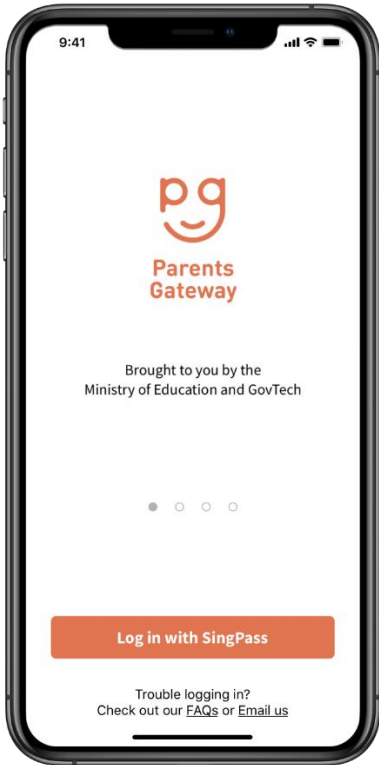 9:41
pg
Parents
Gateway
Brought to you by the
Ministry of Education and GovTech
Log in with SingPass
Trouble logging in?
Check out our FAQs or Email us